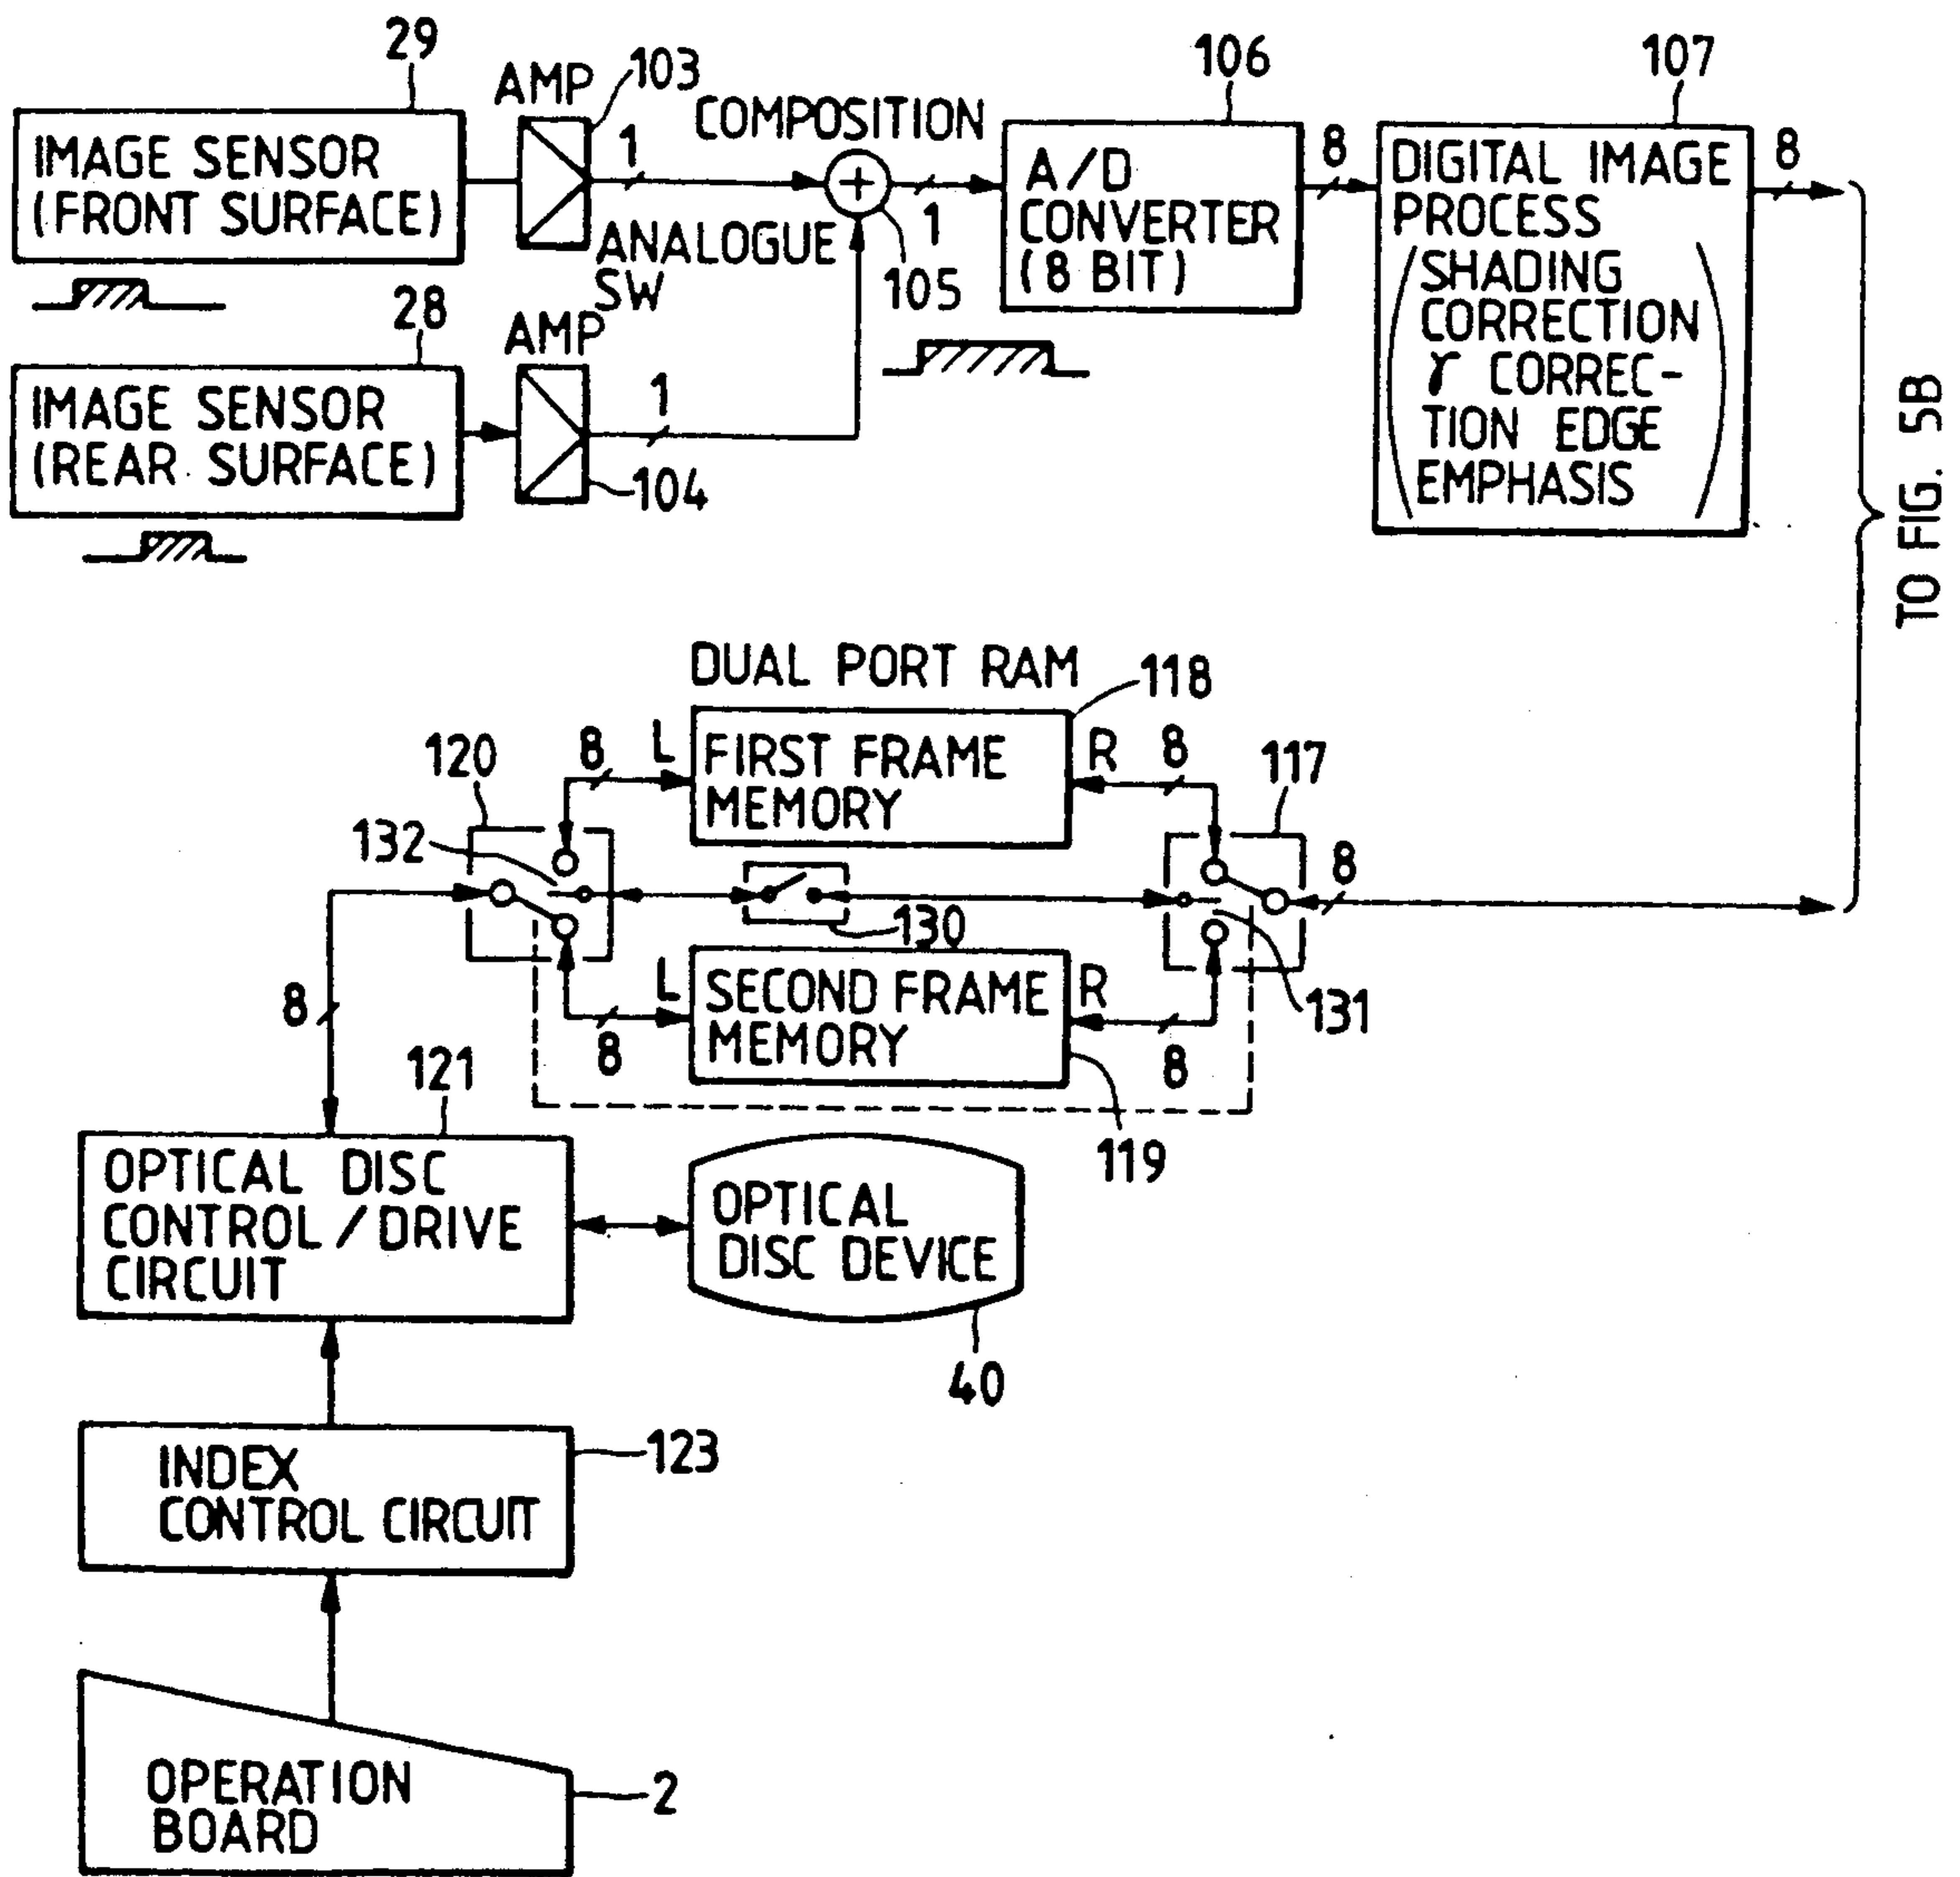 29
AMP
103
COMPOSITION
106
107
IMAGE SENSOR
(FRONT SURFACE)
1
ANALOGUE
SW
1
105
A/D
CONVERTER
(8 BIT)
8
DIGITAL IMAGE
PROCESS
(SHADING
CORRECTION
γ CORREC-
TION EDGE
EMPHASIS)
8
TO FIG. 5B
28
AMP
IMAGE SENSOR
(REAR SURFACE)
1
104
DUAL PORT RAM
118
120
8
L
FIRST FRAME
MEMORY
R
8
117
132
8
130
131
8
L
8
SECOND FRAME
MEMORY
R
8
119
121
OPTICAL DISC
CONTROL/DRIVE
CIRCUIT
OPTICAL
DISC DEVICE
40
INDEX
CONTROL CIRCUIT
123
OPERATION
BOARD
2